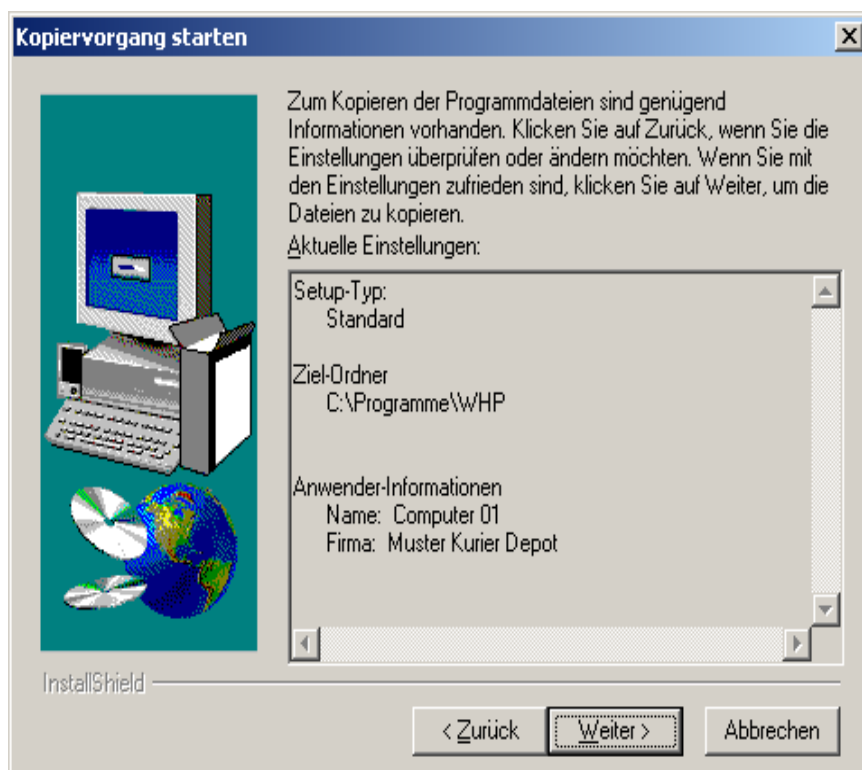 Kopiervorgang starten
Zum Kopieren der Programmdateien sind genügend
Informationen vorhanden. Klicken Sie auf Zurück, wenn Sie die
Einstellungen überprüfen oder ändern möchten. Wenn Sie mit
den Einstellungen zufrieden sind, klicken Sie auf Weiter, um die
Dateien zu kopieren.
Aktuelle Einstellungen:
Setup-Typ:
Standard
Ziel-Ordner
C:\Programme\WHP
Anwender-Informationen
Name: Computer 01
Firma: Muster Kurier Depot
InstallShield
< Zurück Weiter > Abbrechen